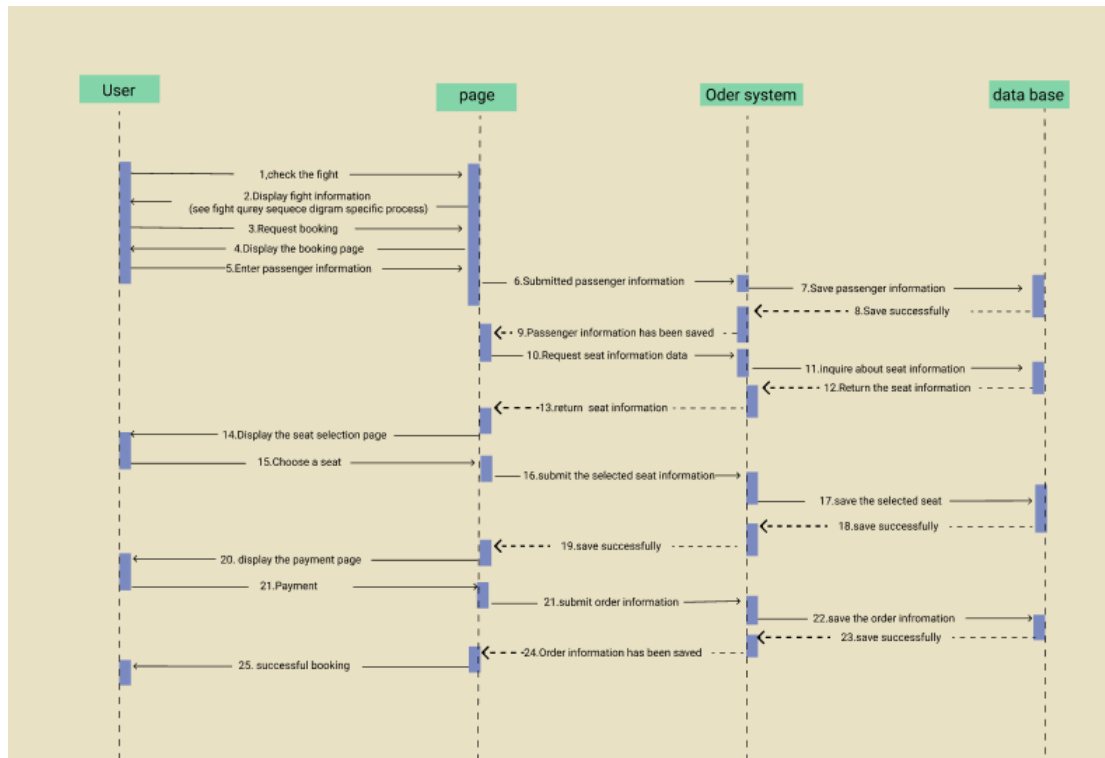 User
page
Oder system
data base
1,check the fight
2.Display fight information
(see fight qurey sequece digram specific process)
3.Request booking
4.Display the booking page
5.Enter passenger information
6.Submitted passenger information
7.Save passenger information
8.Save successfully
9.Passenger information has been saved
10.Request seat information data
11.inquire about seat information
12.Return the seat information
13.return seat information
14.Display the seat selection page
15.Choose a seat
16.submit the selected seat information
17.save the selected seat
18.save successfully
19.save successfully
20. display the payment page
21.Payment
21.submit order information
22.save the order infromation
23.save successfully
24.Order information has been saved
25. successful booking